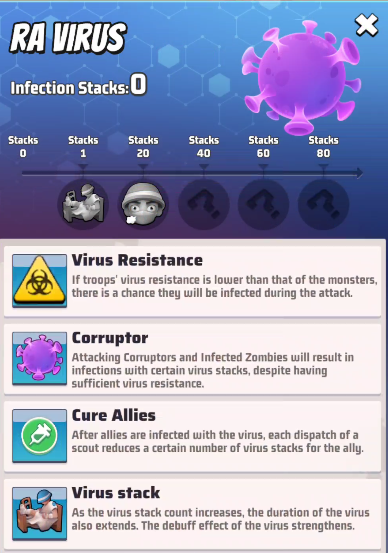 RA VIRUS
Infection Stacks:0
Stacks Stacks Stacks Stacks Stacks Stacks
0 1 20 40 60 80
Virus Resistance
If troops' virus resistance is lower than that of the monsters,
there is a chance they will be infected during the attack.
Corruptor
Attacking Corruptors and Infected Zombies will result in
infections with certain virus stacks, despite having
sufficient virus resistance.
Cure Allies
After allies are infected with the virus, each dispatch of a
scout reduces a certain number of virus stacks for the ally.
Virus stack
As the virus stack count increases, the duration of the virus
also extends. The debuff effect of the virus strengthens.